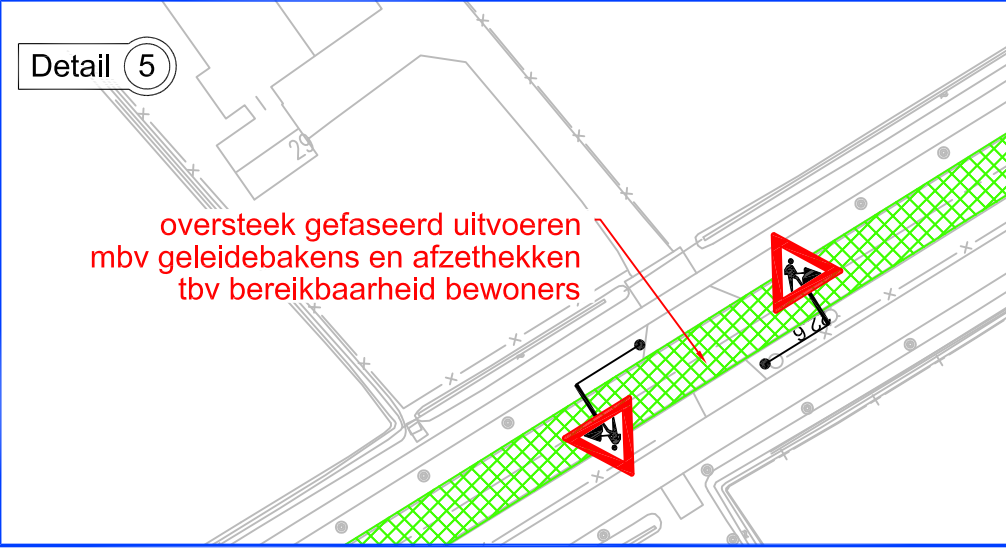 Detail 5
29
oversteek gefaseerd uitvoeren
mbv geleidebakens en afzethekken
tbv bereikbaarheid bewoners